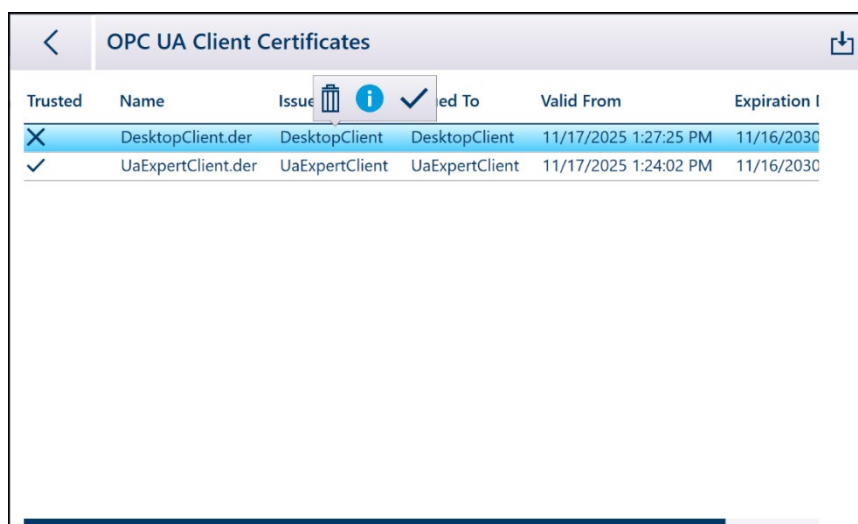 OPC UA Client Certificates
Trusted Name Issue ed To Valid From Expiration
DesktopClient.der DesktopClient DesktopClient 11/17/2025 1:27:25 PM 11/16/2030
UaExpertClient.der UaExpertClient UaExpertClient 11/17/2025 1:24:02 PM 11/16/2030